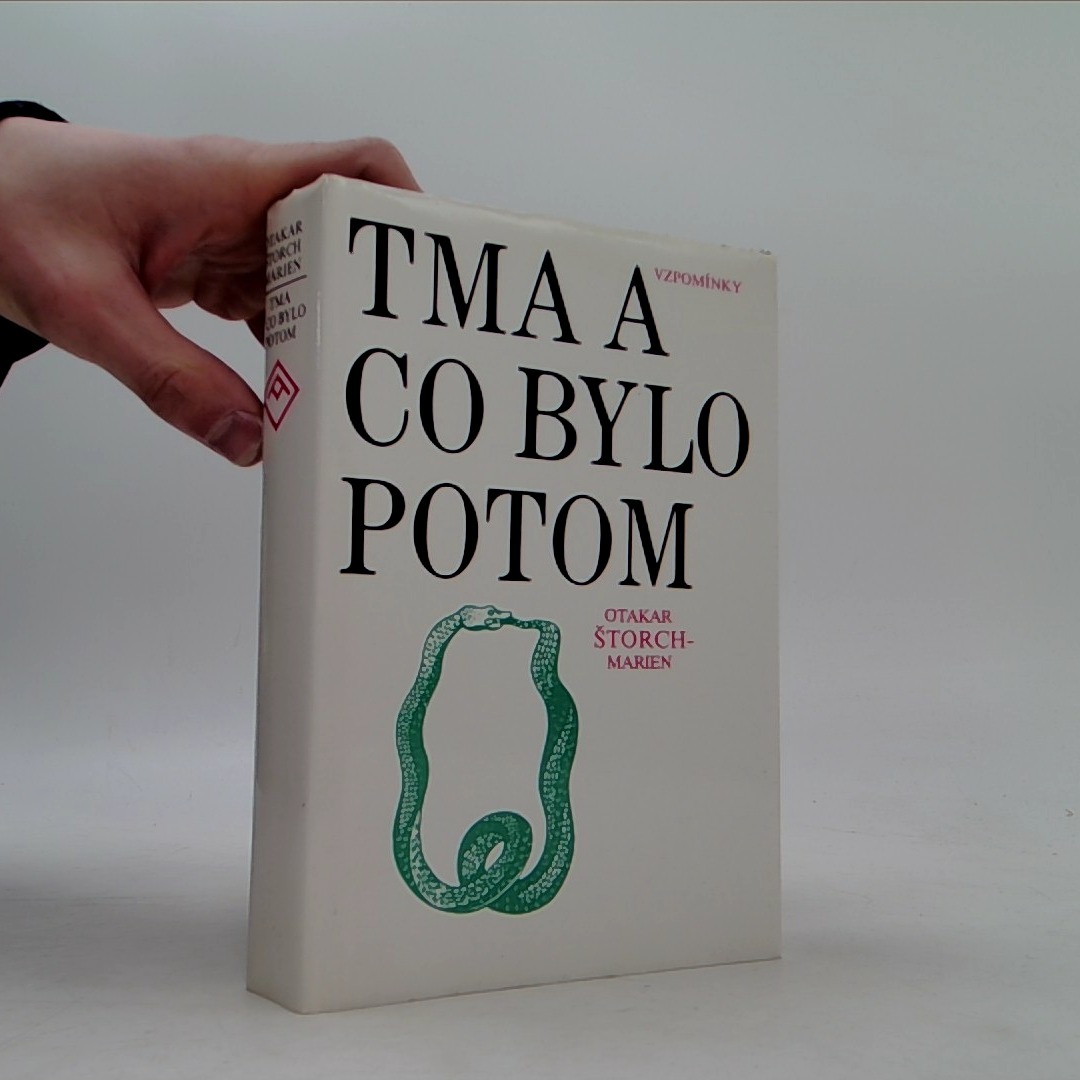 OTAKAR
ŠTORCH
MARIEN
TMA
CO BYLO
POTOM
TMA A
VZPOMÍNKY
CO BYLO
POTOM
OTAKAR
ŠTORCH-
MARIEN